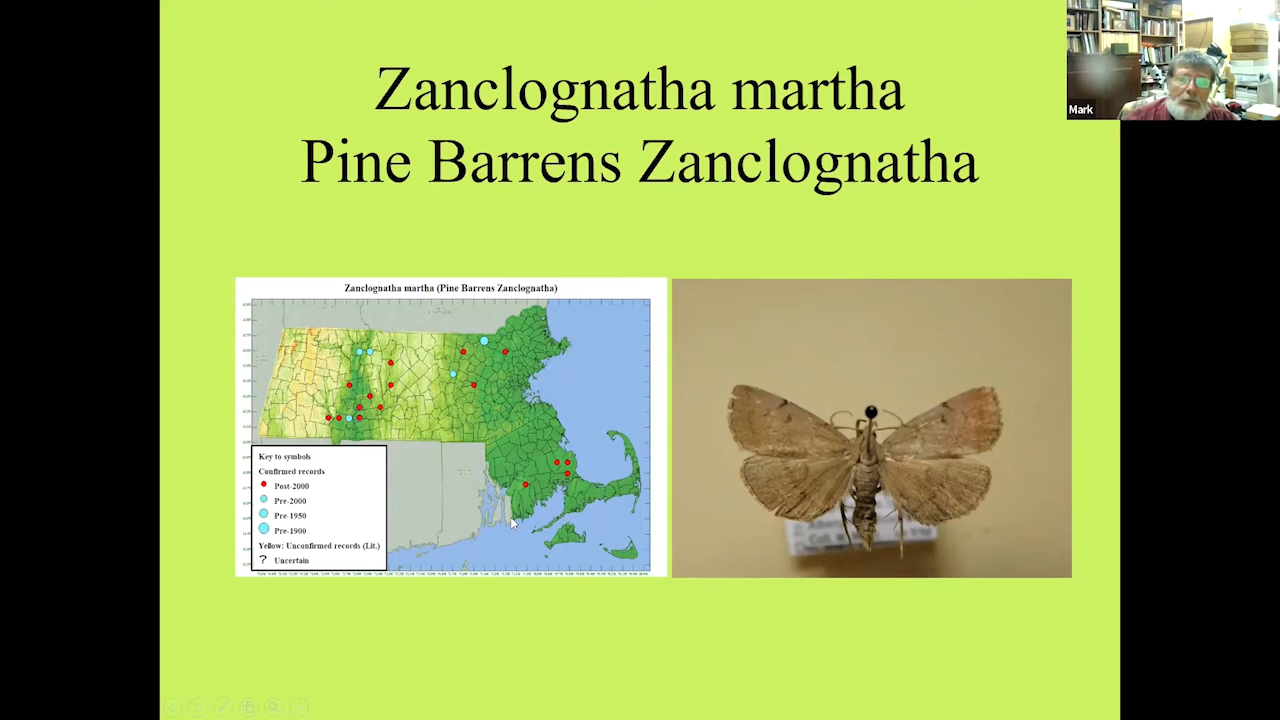 Zanclognatha martha
Pine Barrens Zanclognatha
Mark
Zanclognatha martha (Pine Barrens Zanclognatha)
Key to symbols
Confirmed records
Post-2000
Pre-2000
Pre-1950
Pre-1900
Yellow: Unconfirmed records (Lit.)
? Uncertain